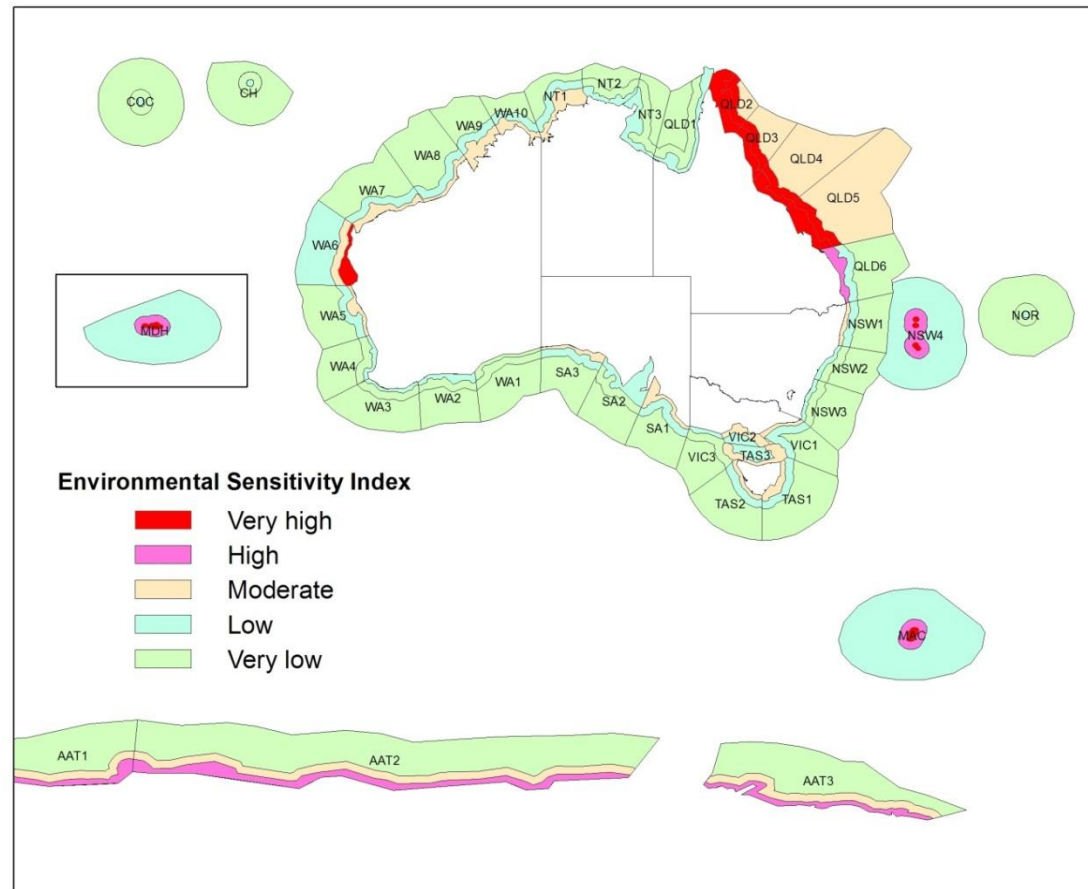 COC
CH
NT2
NT1
NT3
QLD1
QLD2
WA10
WA9
WA8
QLD3
QLD4
WA7
QLD5
WA6
QLD6
MDH
WA5
NSW1
NSW4
NOR
WA4
NSW2
WA3
WA2
WA1
SA3
SA2
SA1
NSW3
VIC2
VIC1
VIC3
TAS3
TAS2
TAS1
Environmental Sensitivity Index
Very high
High
Moderate
Low
Very low
MAC
AAT1
AAT2
AAT3